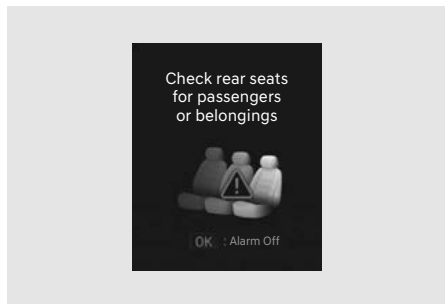 Check rear seats
for passengers
or belongings
OK : Alarm Off